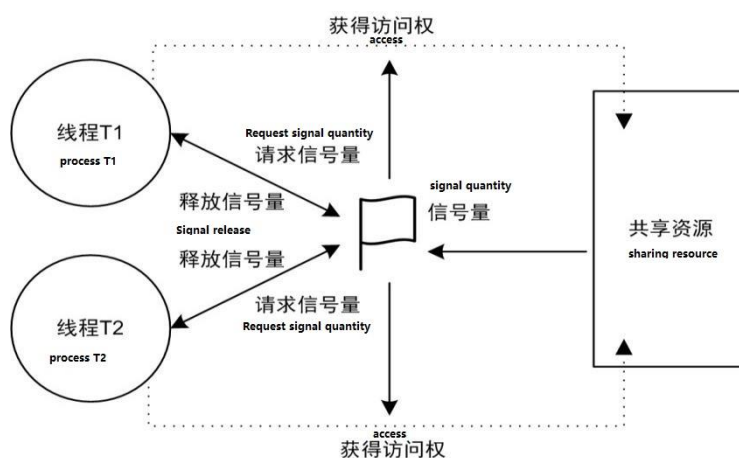 获得访问权
access
线程T1
process T1
Request signal quantity
请求信号量
释放信号量
Signal release
释放信号量
请求信号量
Request signal quantity
signal quantity
信号量
共享资源
sharing resource
线程T2
process T2
access
获得访问权